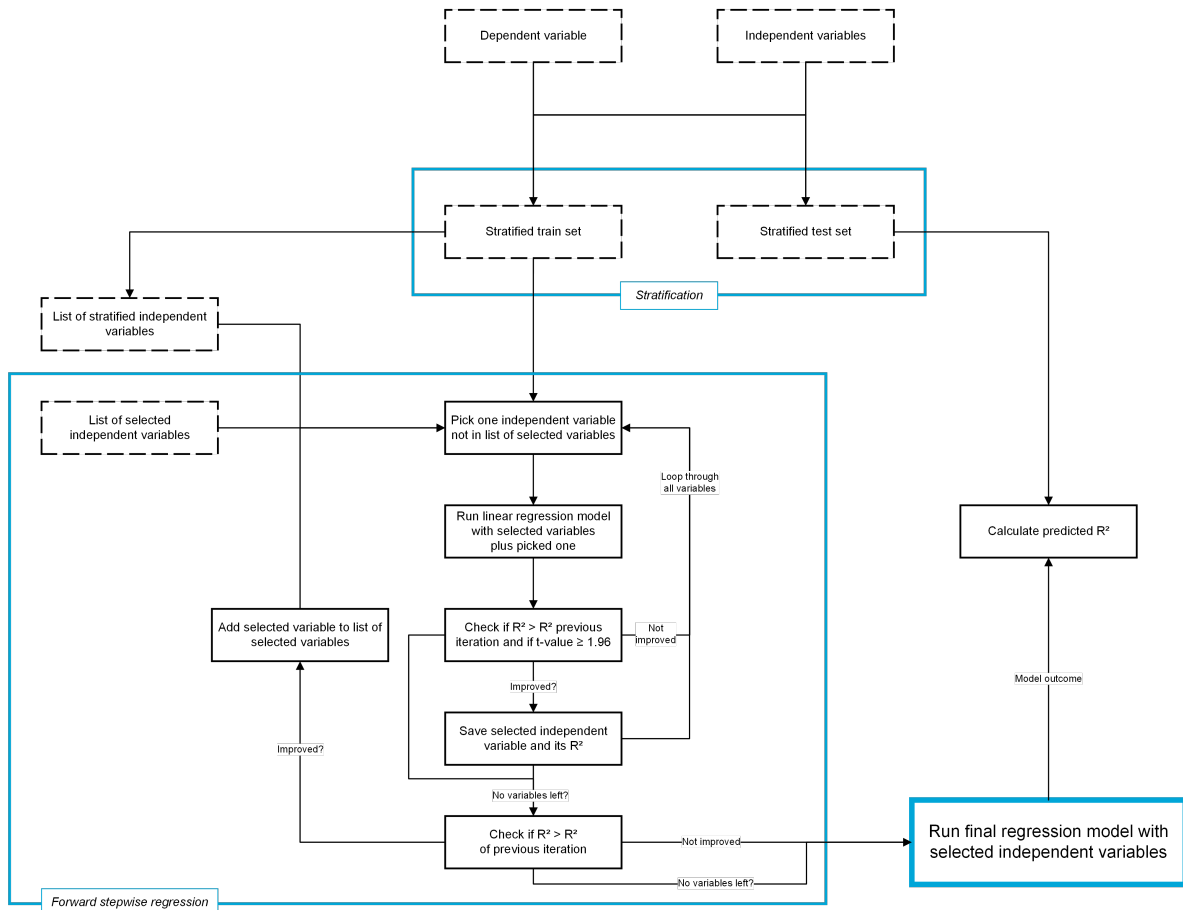 Dependent variable
Independent variables
Stratified train set
Stratified test set
Stratification
List of stratified independent
variables
List of selected
independent variables
Pick one independent variable
not in list of selected variables
Loop through
all variables
Run linear regression model
with selected variables
plus picked one
Calculate predicted R²
Add selected variable to list of
selected variables
Check if R² > R² previous
iteration and if t-value ≥ 1.96
Not
improved
Improved?
Model outcome
Save selected independent
variable and its R²
Improved?
No variables left?
Check if R² > R²
of previous iteration
Not improved
No variables left?
Run final regression model with
selected independent variables
Forward stepwise regression